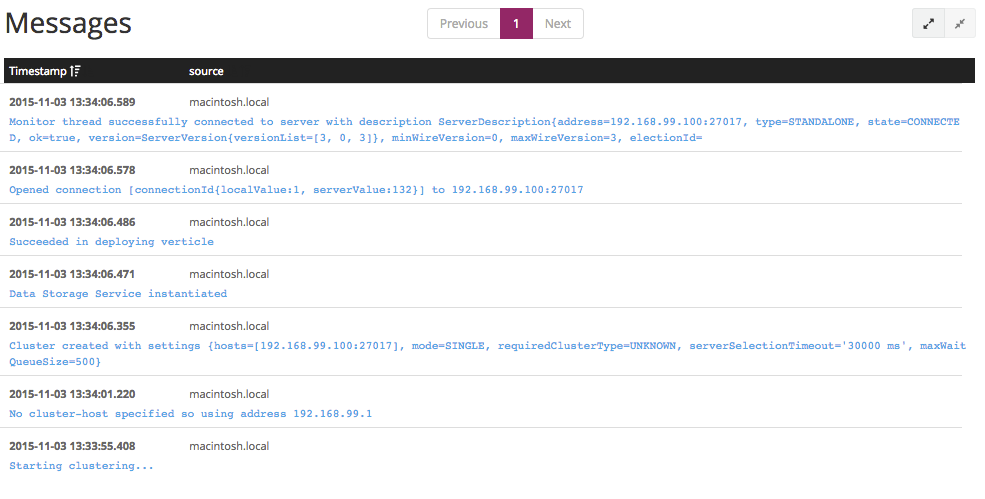 Messages
Previous 1 Next
Timestamp source
2015-11-03 13:34:06.589 macintosh.local
Monitor thread successfully connected to server with description ServerDescription{address=192.168.99.100:27017, type=STANDALONE, state=CONNECTE
D, ok=true, version=ServerVersion{versionList=[3, 0, 3]}, minWireVersion=0, maxWireVersion=3, electionId=
2015-11-03 13:34:06.578 macintosh.local
Opened connection [connectionId{localValue:1, serverValue:132}] to 192.168.99.100:27017
2015-11-03 13:34:06.486 macintosh.local
Succeeded in deploying verticle
2015-11-03 13:34:06.471 macintosh.local
Data Storage Service instantiated
2015-11-03 13:34:06.355 macintosh.local
Cluster created with settings {hosts=[192.168.99.100:27017], mode=SINGLE, requiredClusterType=UNKNOWN, serverSelectionTimeout='30000 ms', maxWait
QueueSize=500}
2015-11-03 13:34:01.220 macintosh.local
No cluster-host specified so using address 192.168.99.1
2015-11-03 13:33:55.408 macintosh.local
Starting clustering...